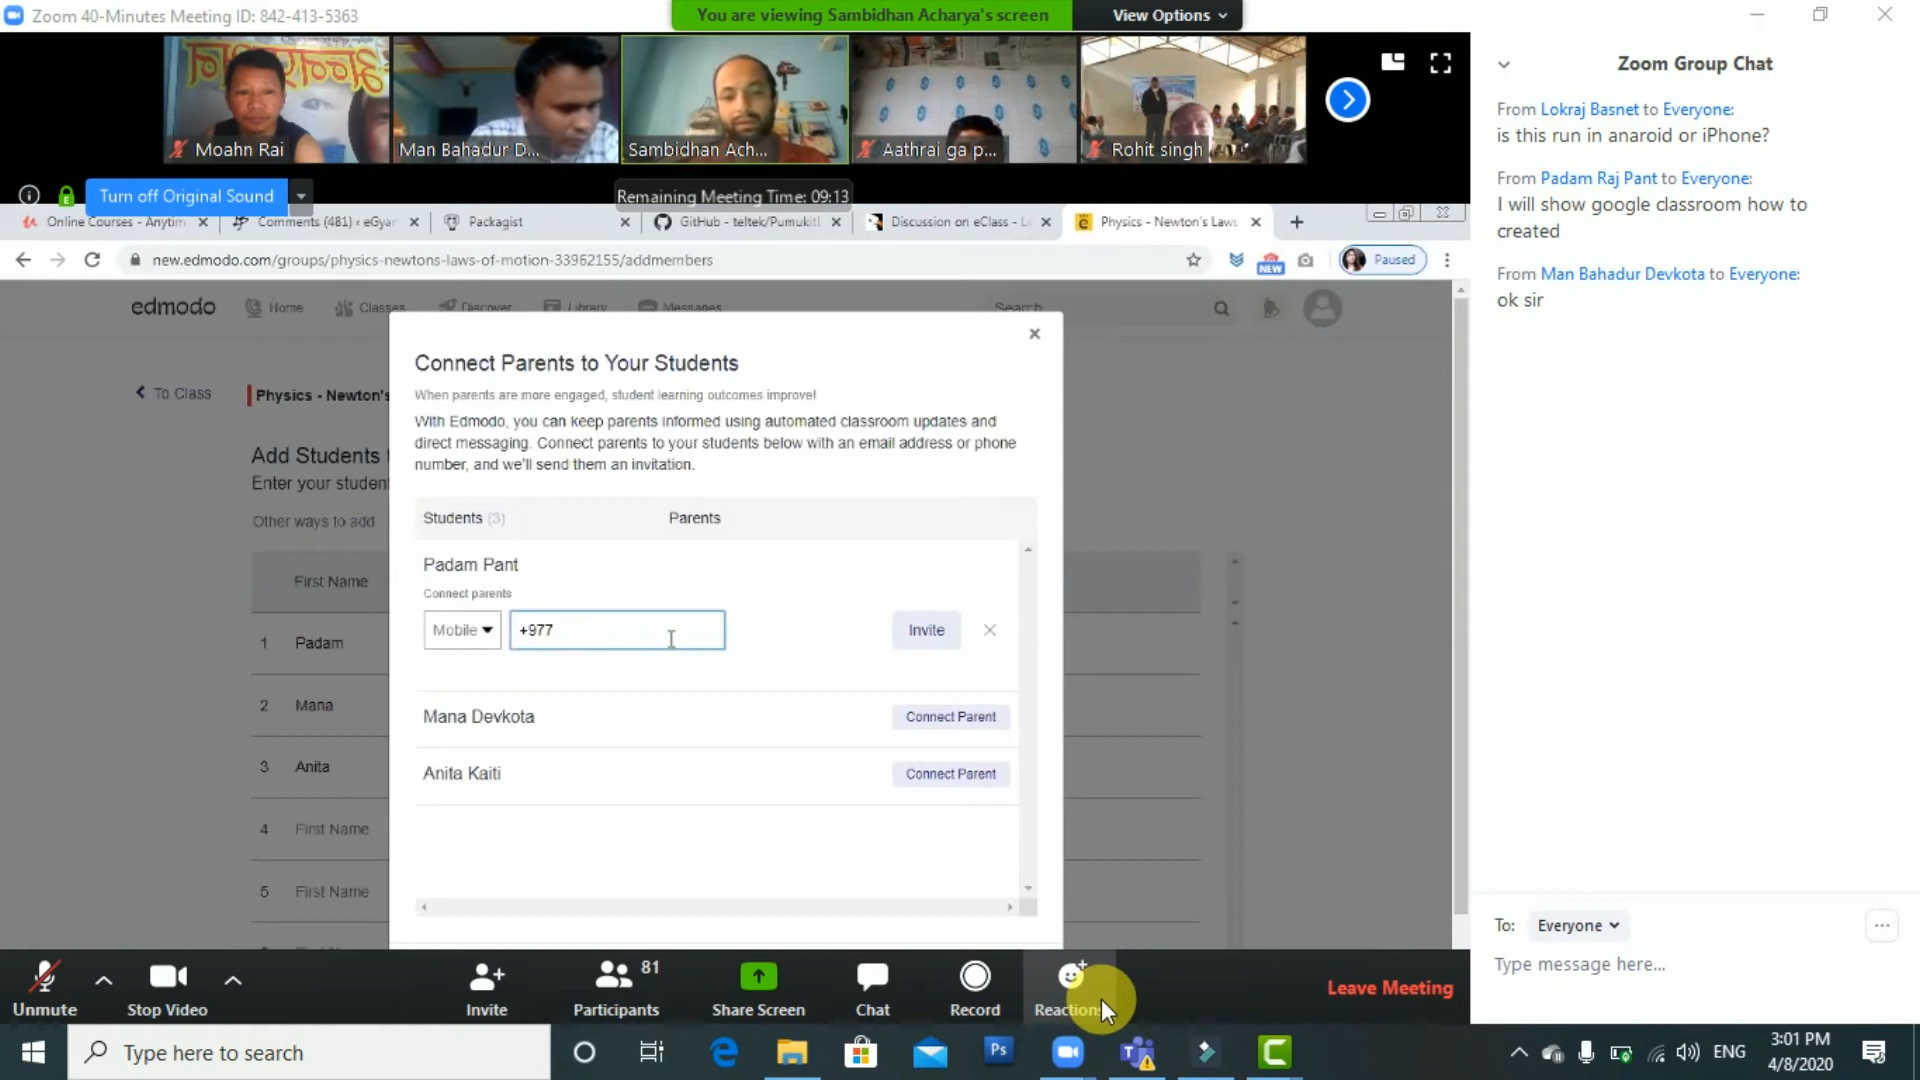 Zoom 40-Minutes Meeting ID: 842-413-5363
You are viewing Sambidhan Acharya's screen
View Options
Moahn Rai
Man Bahadur D...
Sambidhan Ach...
Aathrai ga p...
Rohit singh
Turn off Original Sound
Remaining Meeting Time: 09:13
Online Courses - Anytim
Comments (481) ‹ eGyan
Packagist
GitHub - teltek/Pumukit
Discussion on eClass - Le
Physics - Newton's Laws
new.edmodo.com/groups/physics-newtons-laws-of-motion-33962155/addmembers
NEW
Paused
edmodo
Home
Classes
Discover
Library
Messages
Search
To Class
Physics - Newton's
Add Students
Enter your student
Other ways to add
First Name
1 Padam
2 Mana
3 Anita
4 First Name
5 First Name
Connect Parents to Your Students
When parents are more engaged, student learning outcomes improve!
With Edmodo, you can keep parents informed using automated classroom updates and
direct messaging. Connect parents to your students below with an email address or phone
number, and we'll send them an invitation.
Students (3)
Parents
Padam Pant
Connect parents
Mobile
+977
Invite
Mana Devkota
Connect Parent
Anita Kaiti
Connect Parent
Zoom Group Chat
From Lokraj Basnet to Everyone:
is this run in anaroid or iPhone?
From Padam Raj Pant to Everyone:
I will show google classroom how to
created
From Man Bahadur Devkota to Everyone:
ok sir
To: Everyone
Type message here...
Unmute
Stop Video
Invite
Participants
81
Share Screen
Chat
Record
Reactions
Leave Meeting
Type here to search
Ps
ENG
3:01 PM
4/8/2020